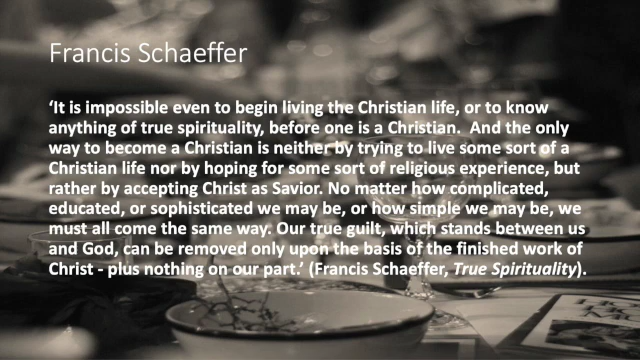 Francis Schaeffer
‘It is impossible even to begin living the Christian life, or to know
anything of true spirituality, before one is a Christian.  And the only
way to become a Christian is neither by trying to live some sort of a
Christian life nor by hoping for some sort of religious experience, but
rather by accepting Christ as Savior. No matter how complicated,
educated, or sophisticated we may be, or how simple we may be, we
must all come the same way. Our true guilt, which stands between us
and God, can be removed only upon the basis of the finished work of
Christ - plus nothing on our part.’ (Francis Schaeffer, True Spirituality).